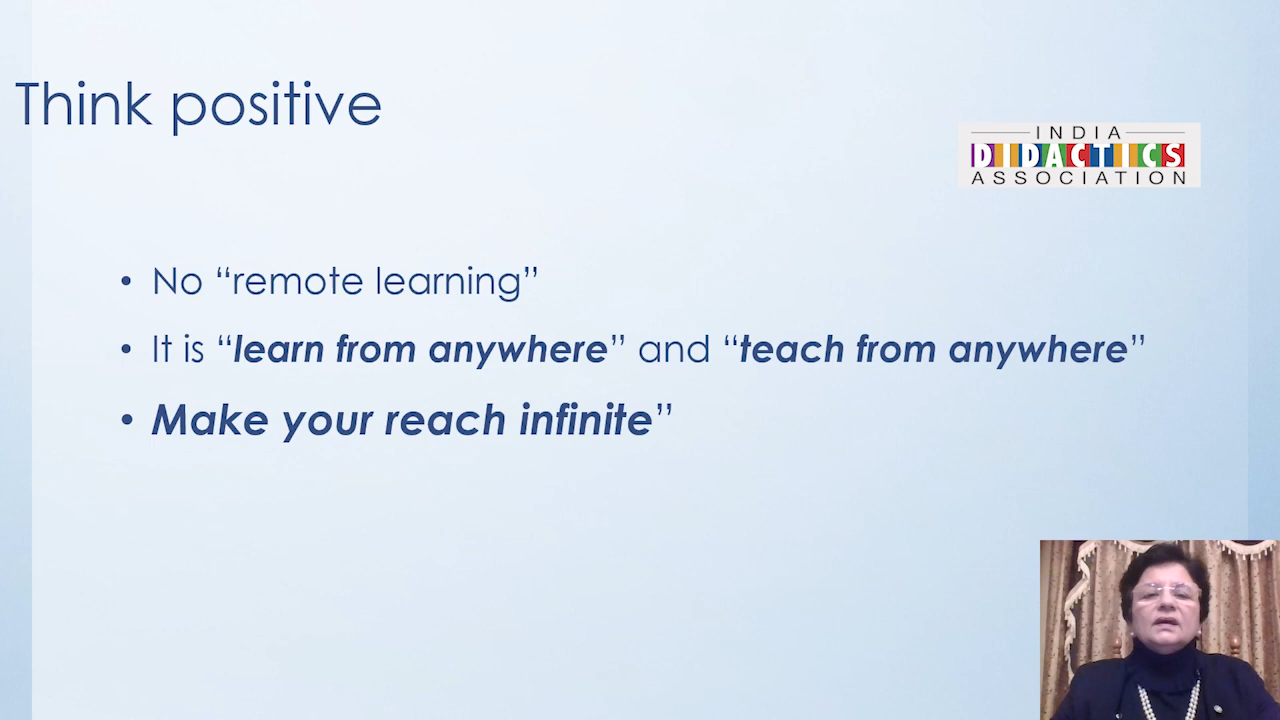 Think positive
INDIA
DIDACTICS
ASSOCIATION
• No “remote learning”
• It is “learn from anywhere” and “teach from anywhere”
• Make your reach infinite”